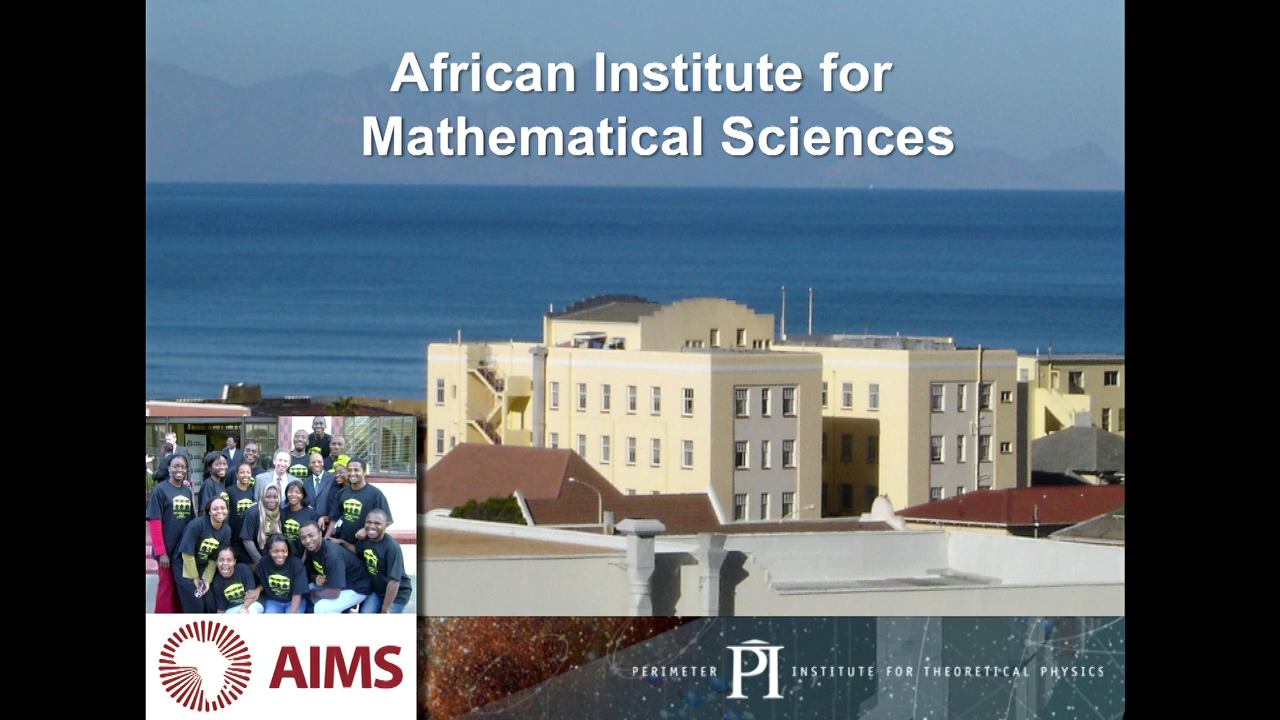 African Institute for
Mathematical Sciences
AIMS
PERIMETER PI INSTITUTE FOR THEORETICAL PHYSICS